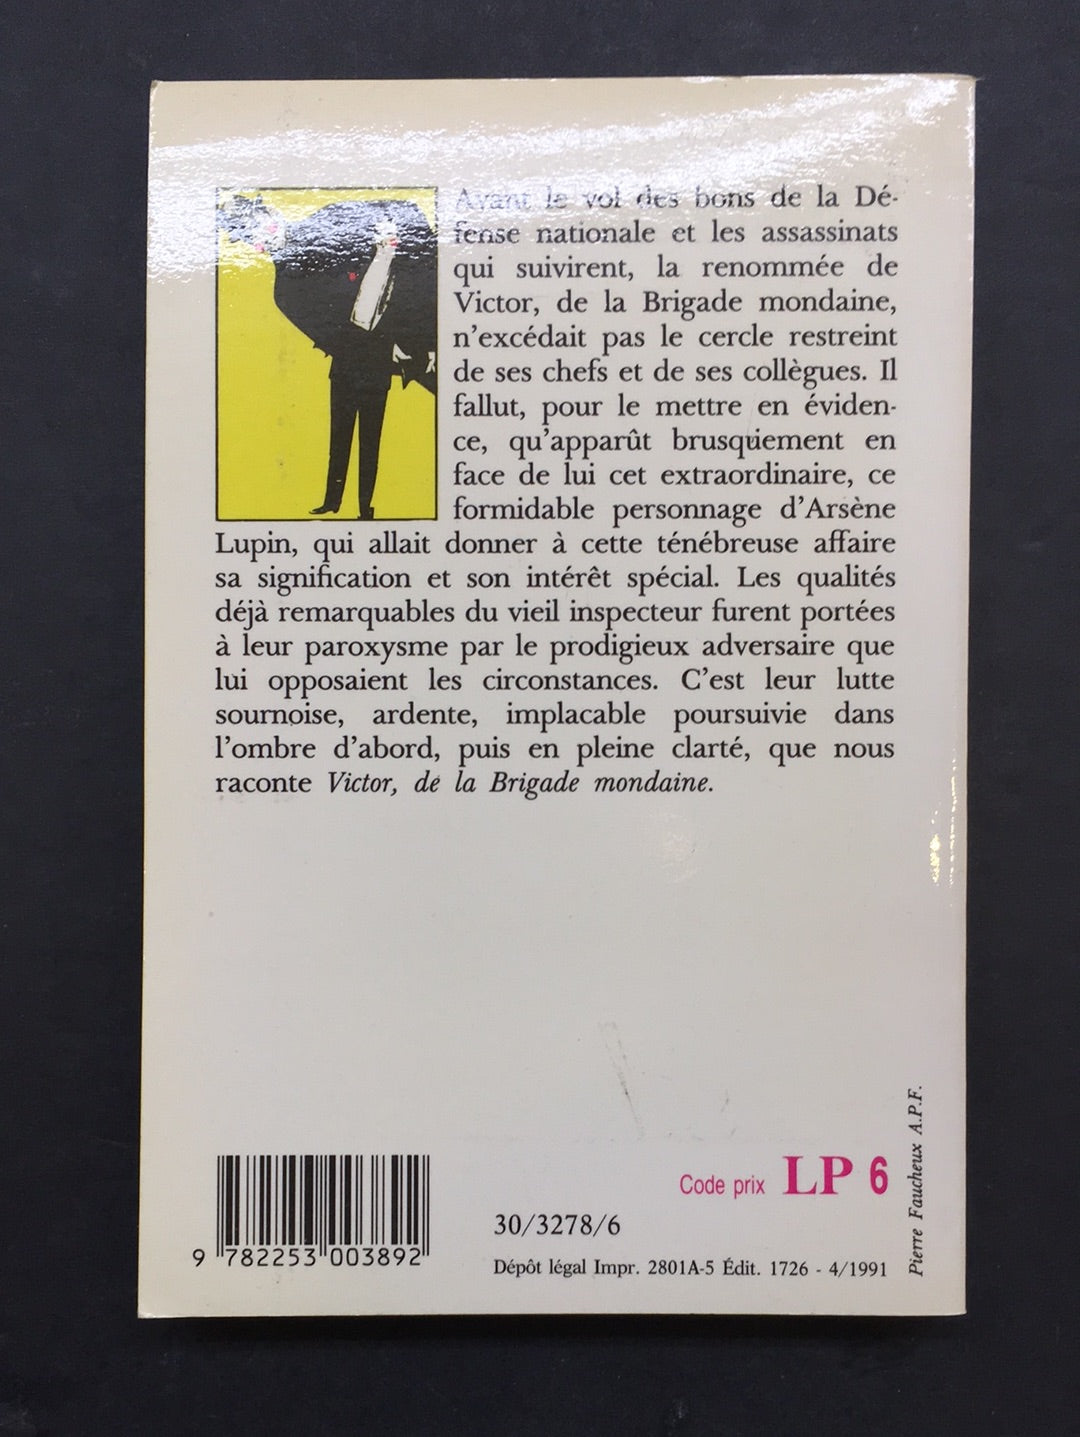 Avant le vol des bons de la Dé-
fense nationale et les assassinats
qui suivirent, la renommée de
Victor, de la Brigade mondaine,
n'excédait pas le cercle restreint
de ses chefs et de ses collègues. Il
fallut, pour le mettre en éviden-
ce, qu'apparût brusquement en
face de lui cet extraordinaire, ce
formidable personnage d'Arsène
Lupin, qui allait donner à cette ténébreuse affaire
sa signification et son intérêt spécial. Les qualités
déjà remarquables du vieil inspecteur furent portées
à leur paroxysme par le prodigieux adversaire que
lui opposaient les circonstances. C'est leur lutte
sournoise, ardente, implacable poursuivie dans
l'ombre d'abord, puis en pleine clarté, que nous
raconte Victor, de la Brigade mondaine.
Code prix LP 6
30/3278/6
9 782253 003892
Dépôt légal Impr. 2801A-5 Édit. 1726 - 4/1991
Pierre Faucheux A.P.F.